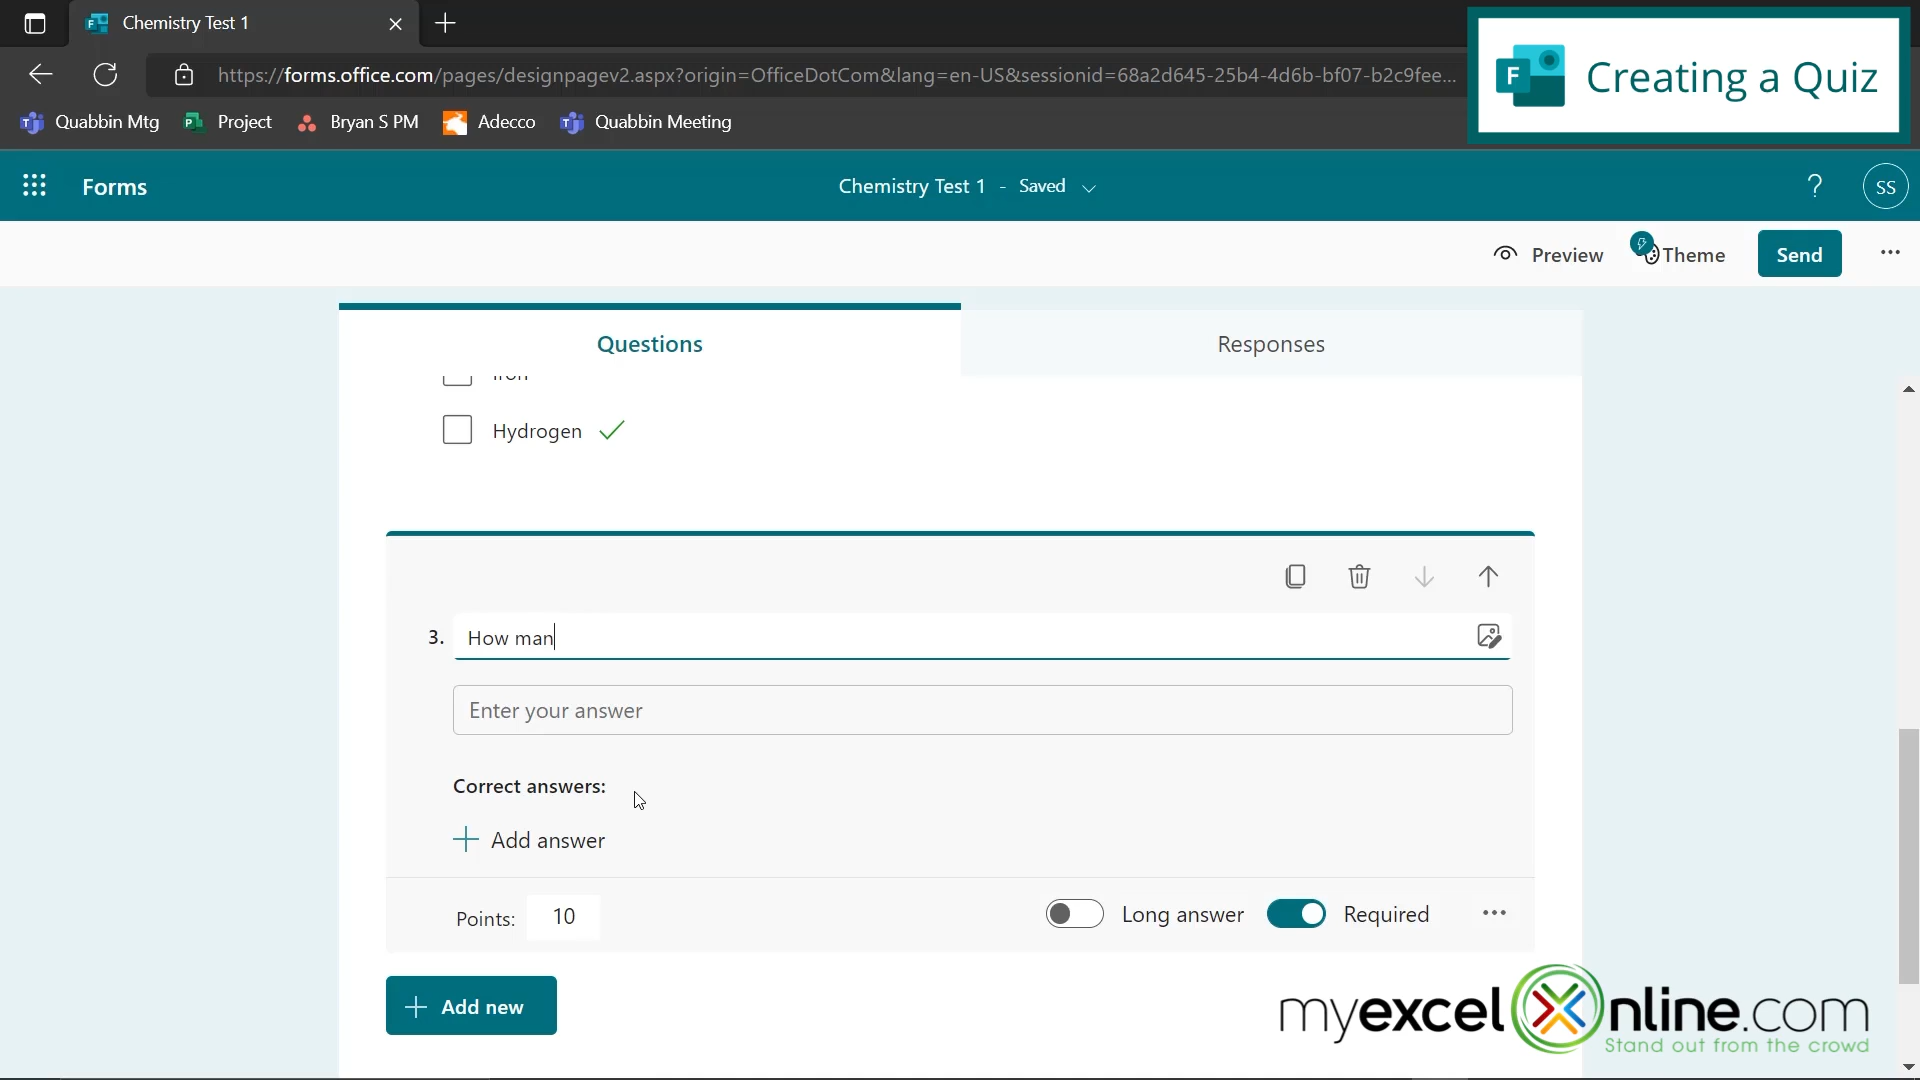 Chemistry Test 1
https://forms.office.com/pages/designpagev2.aspx?origin=OfficeDotCom&lang=en-US&sessionid=68a2d645-25b4-4d6b-bf07-b2c9fee...
F Creating a Quiz
Quabbin Mtg Project Bryan S PM Adecco Quabbin Meeting
Forms Chemistry Test 1 - Saved ? SS
Preview Theme Send ...
Questions Responses
Iron
Hydrogen
3. How man
Enter your answer
Correct answers:
Add answer
Points: 10 Long answer Required ...
Add new
myexcelonline.com
Stand out from the crowd